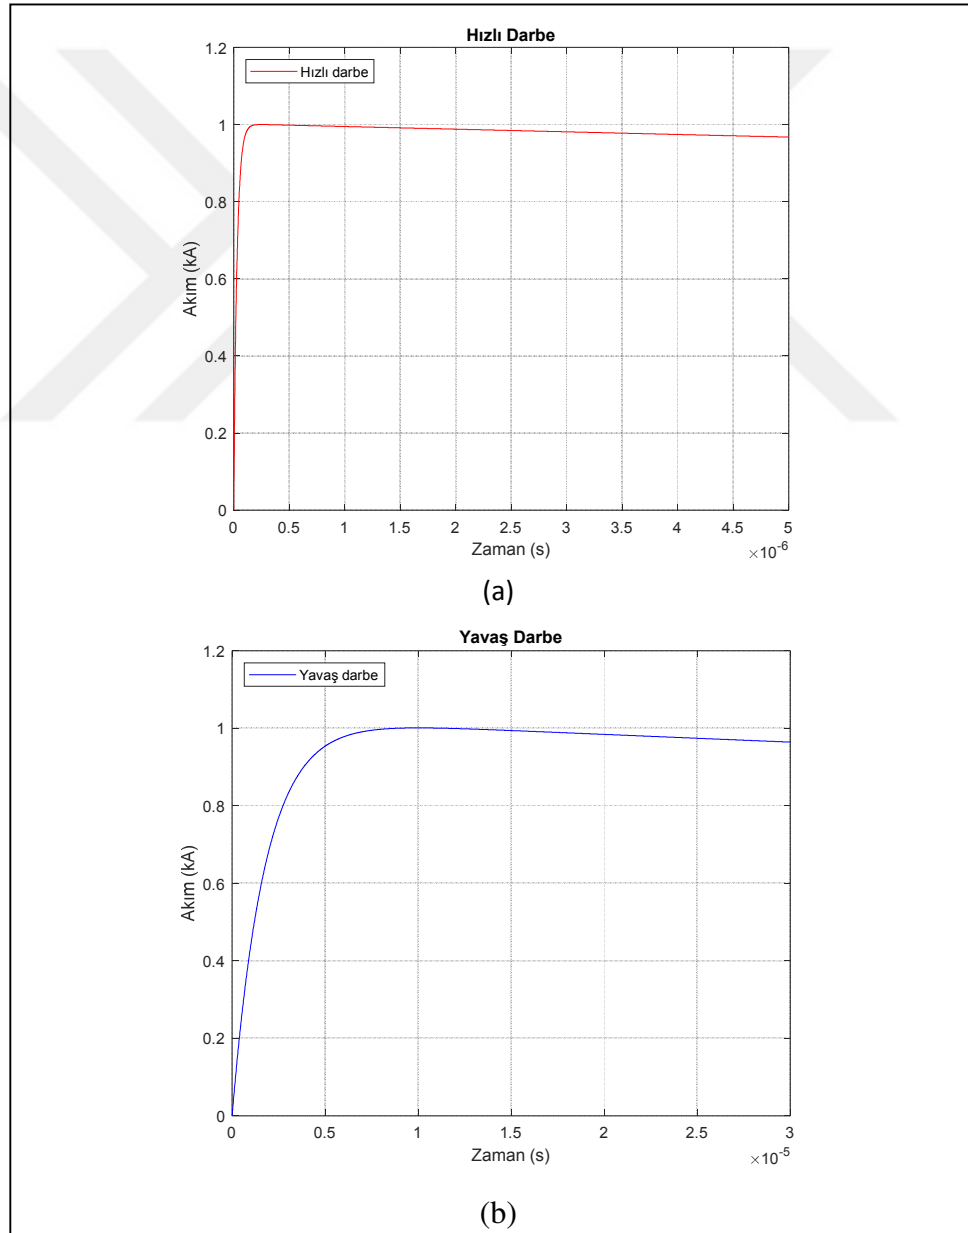 Hızlı Darbe
1.2
Hızlı darbe
1
0.8
0.6
0.4
0.2
0
Akım (kA)
0 0.5 1 1.5 2 2.5 3 3.5 4 4.5 5
Zaman (s)
×10-6
(a)
Yavaş Darbe
1.2
Yavaş darbe
1
0.8
0.6
0.4
0.2
0
Akım (kA)
0 0.5 1 1.5 2 2.5 3
Zaman (s)
×10-5
(b)